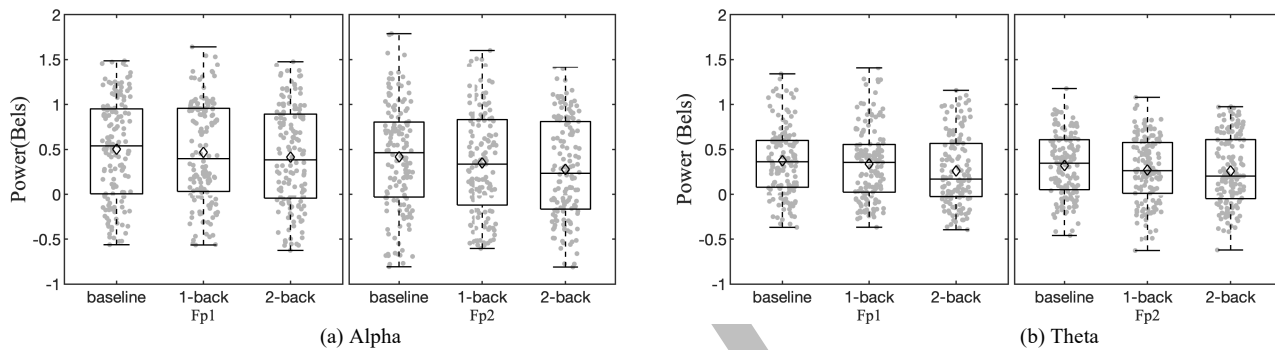 Power(Bels)
2
1.5
1
0.5
0
-0.5
-1
baseline 1-back 2-back
Fp1
baseline 1-back 2-back
Fp2
(a) Alpha
Power (Bels)
2
1.5
1
0.5
0
-0.5
-1
baseline 1-back 2-back
Fp1
baseline 1-back 2-back
Fp2
(b) Theta